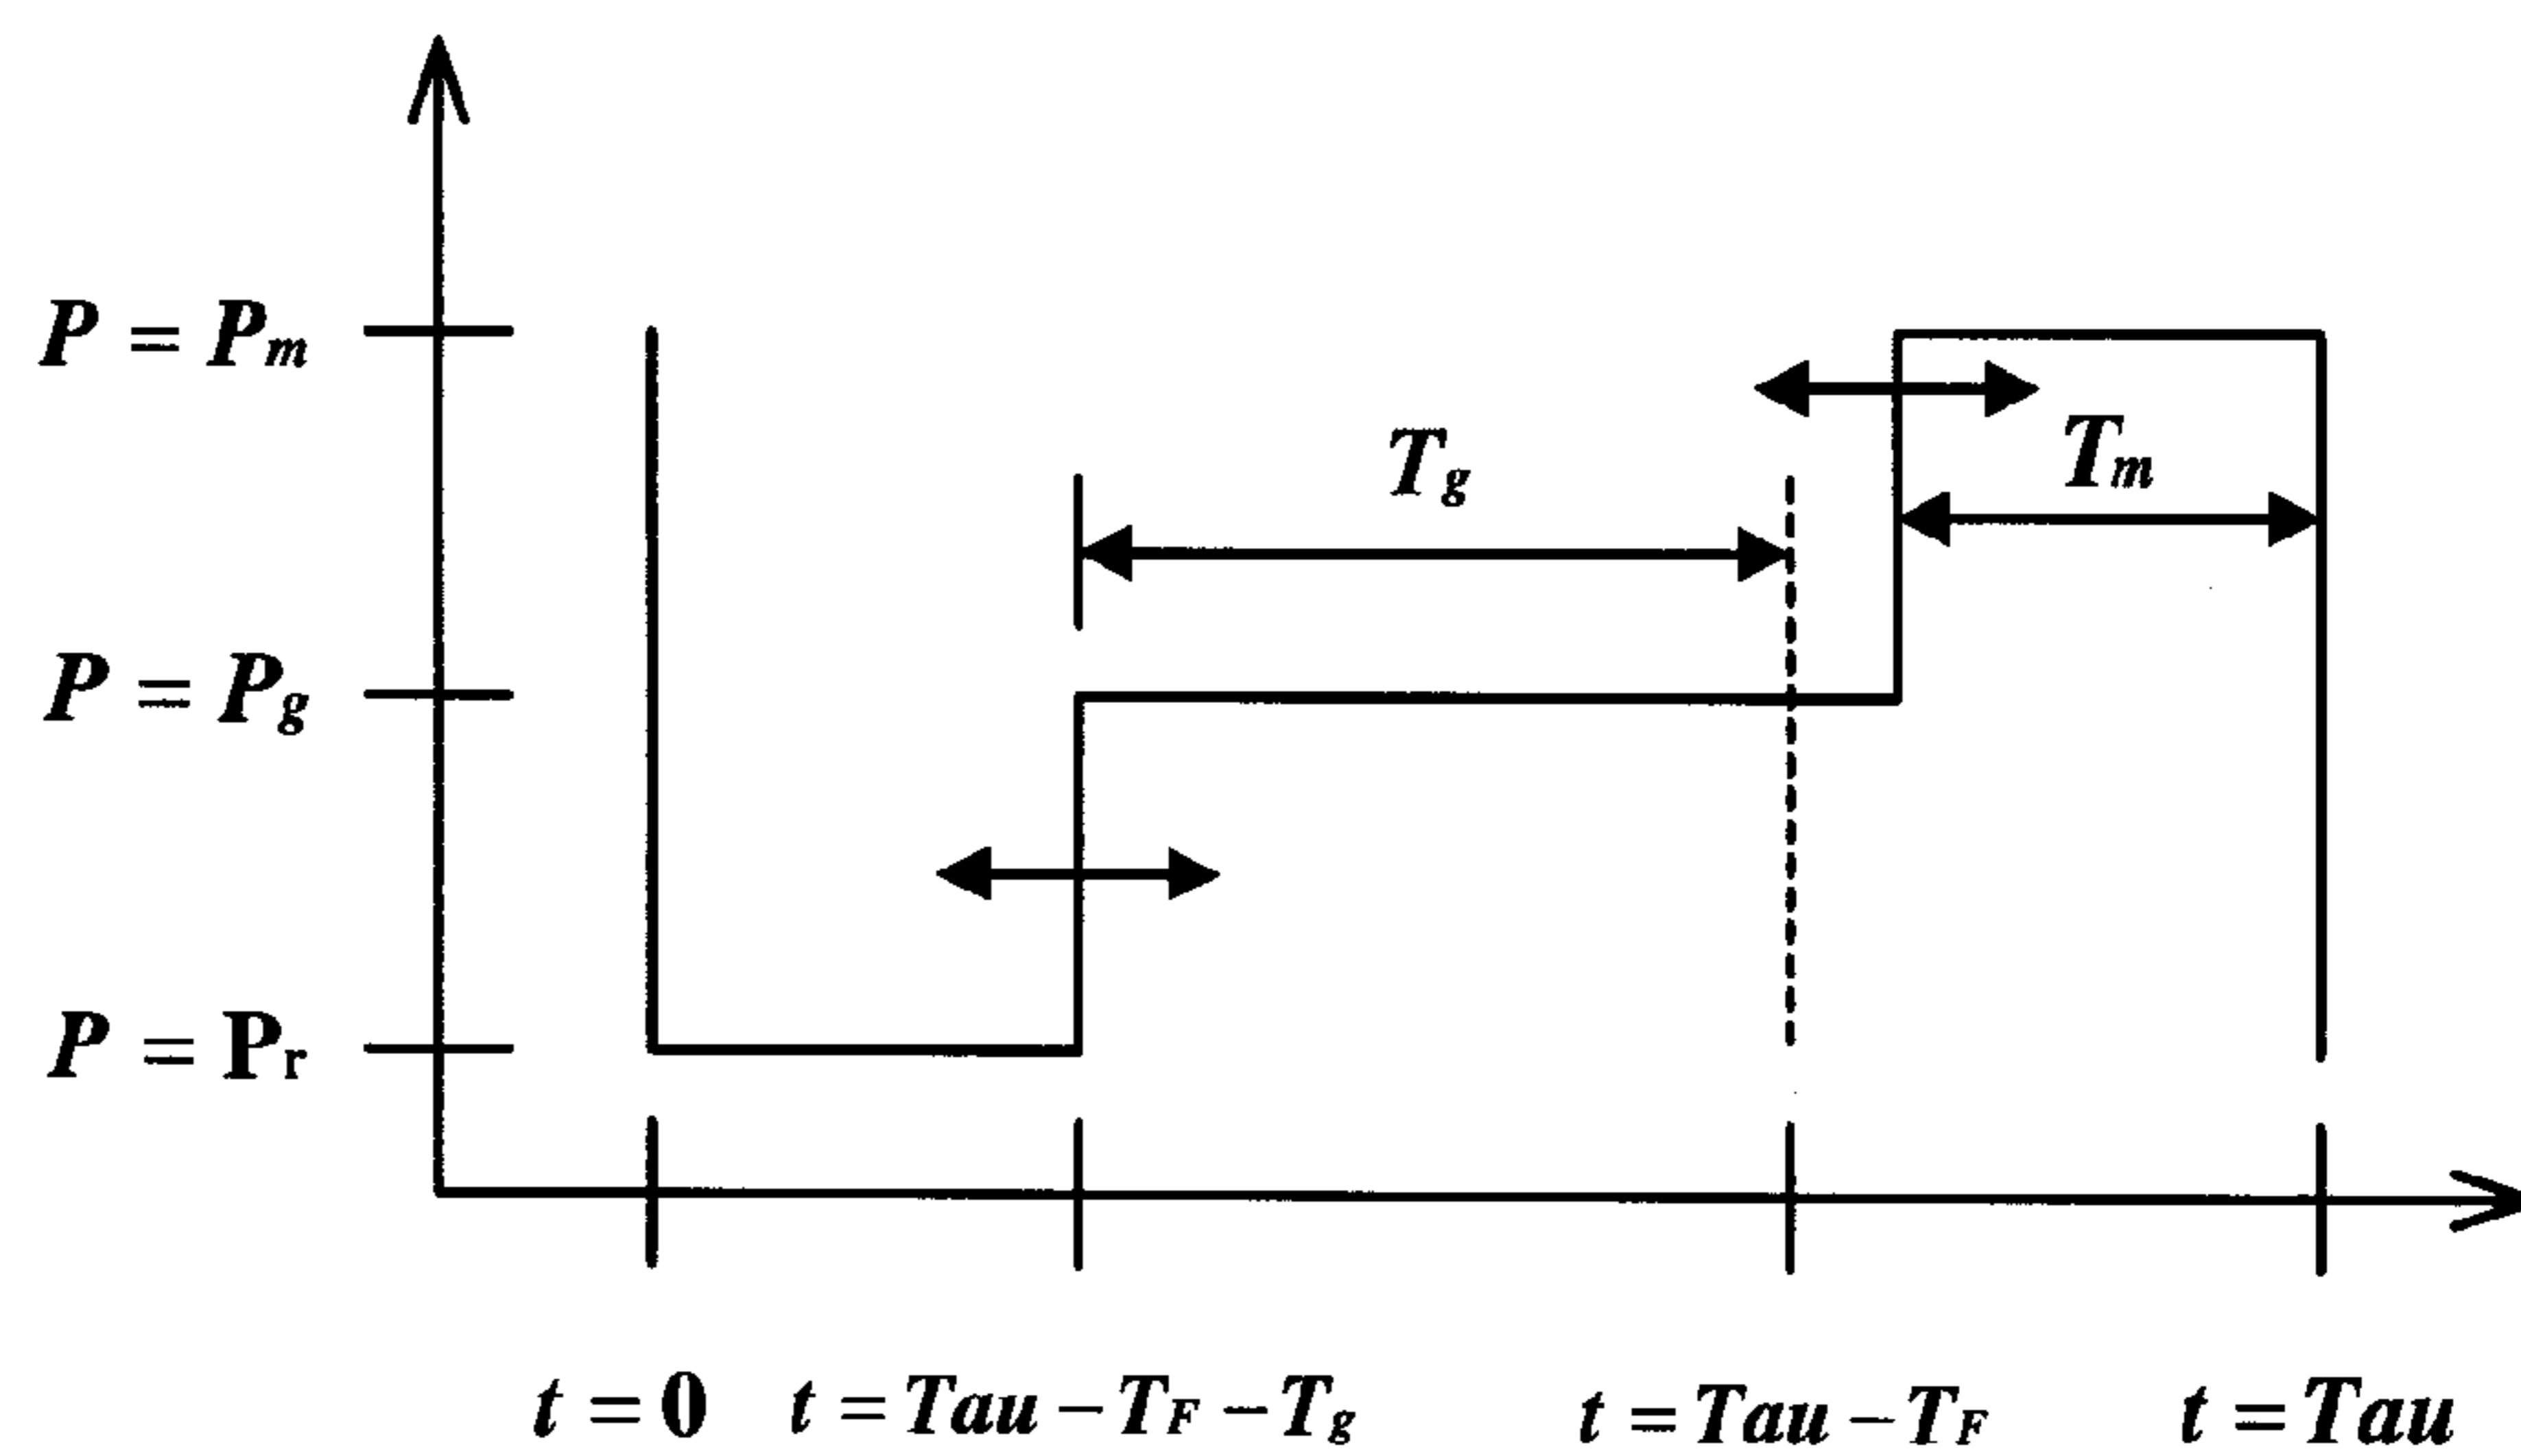 P = Pm
Tg
Tm
P = Pg
P = Pr
t = 0
t = Tau − TF − Tg
t = Tau − TF
t = Tau